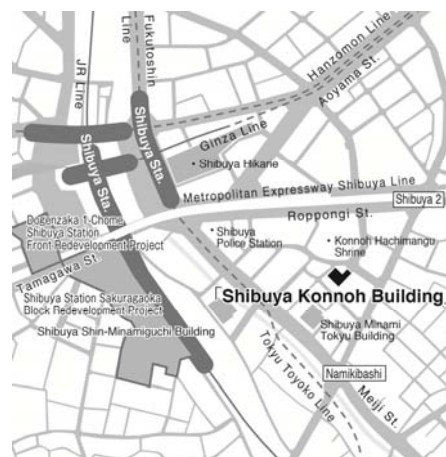 JR Line
Fukutoshin
Line
Hanzomon Line
Aoyama St.
Ginza Line
Shibuya Sta.
Shibuya Sta.
• Shibuya Hikarie
Metropolitan Expressway Shibuya Line
Shibuya 2
Roppongi St.
Dogenzaka 1-Chome
Shibuya Station
Front Redevelopment Project
• Shibuya
Police Station
• Konnoh Hachimangu
Shrine
Tamagawa St.
Shibuya Konnoh Building
Shibuya Station Sakuragaoka
Block Redevelopment Project
Shibuya Shin-Minamiguchi Building
Shibuya Minami
Tokyu Building
Tokyu Toyoko Line
Namikibashi
Meiji St.